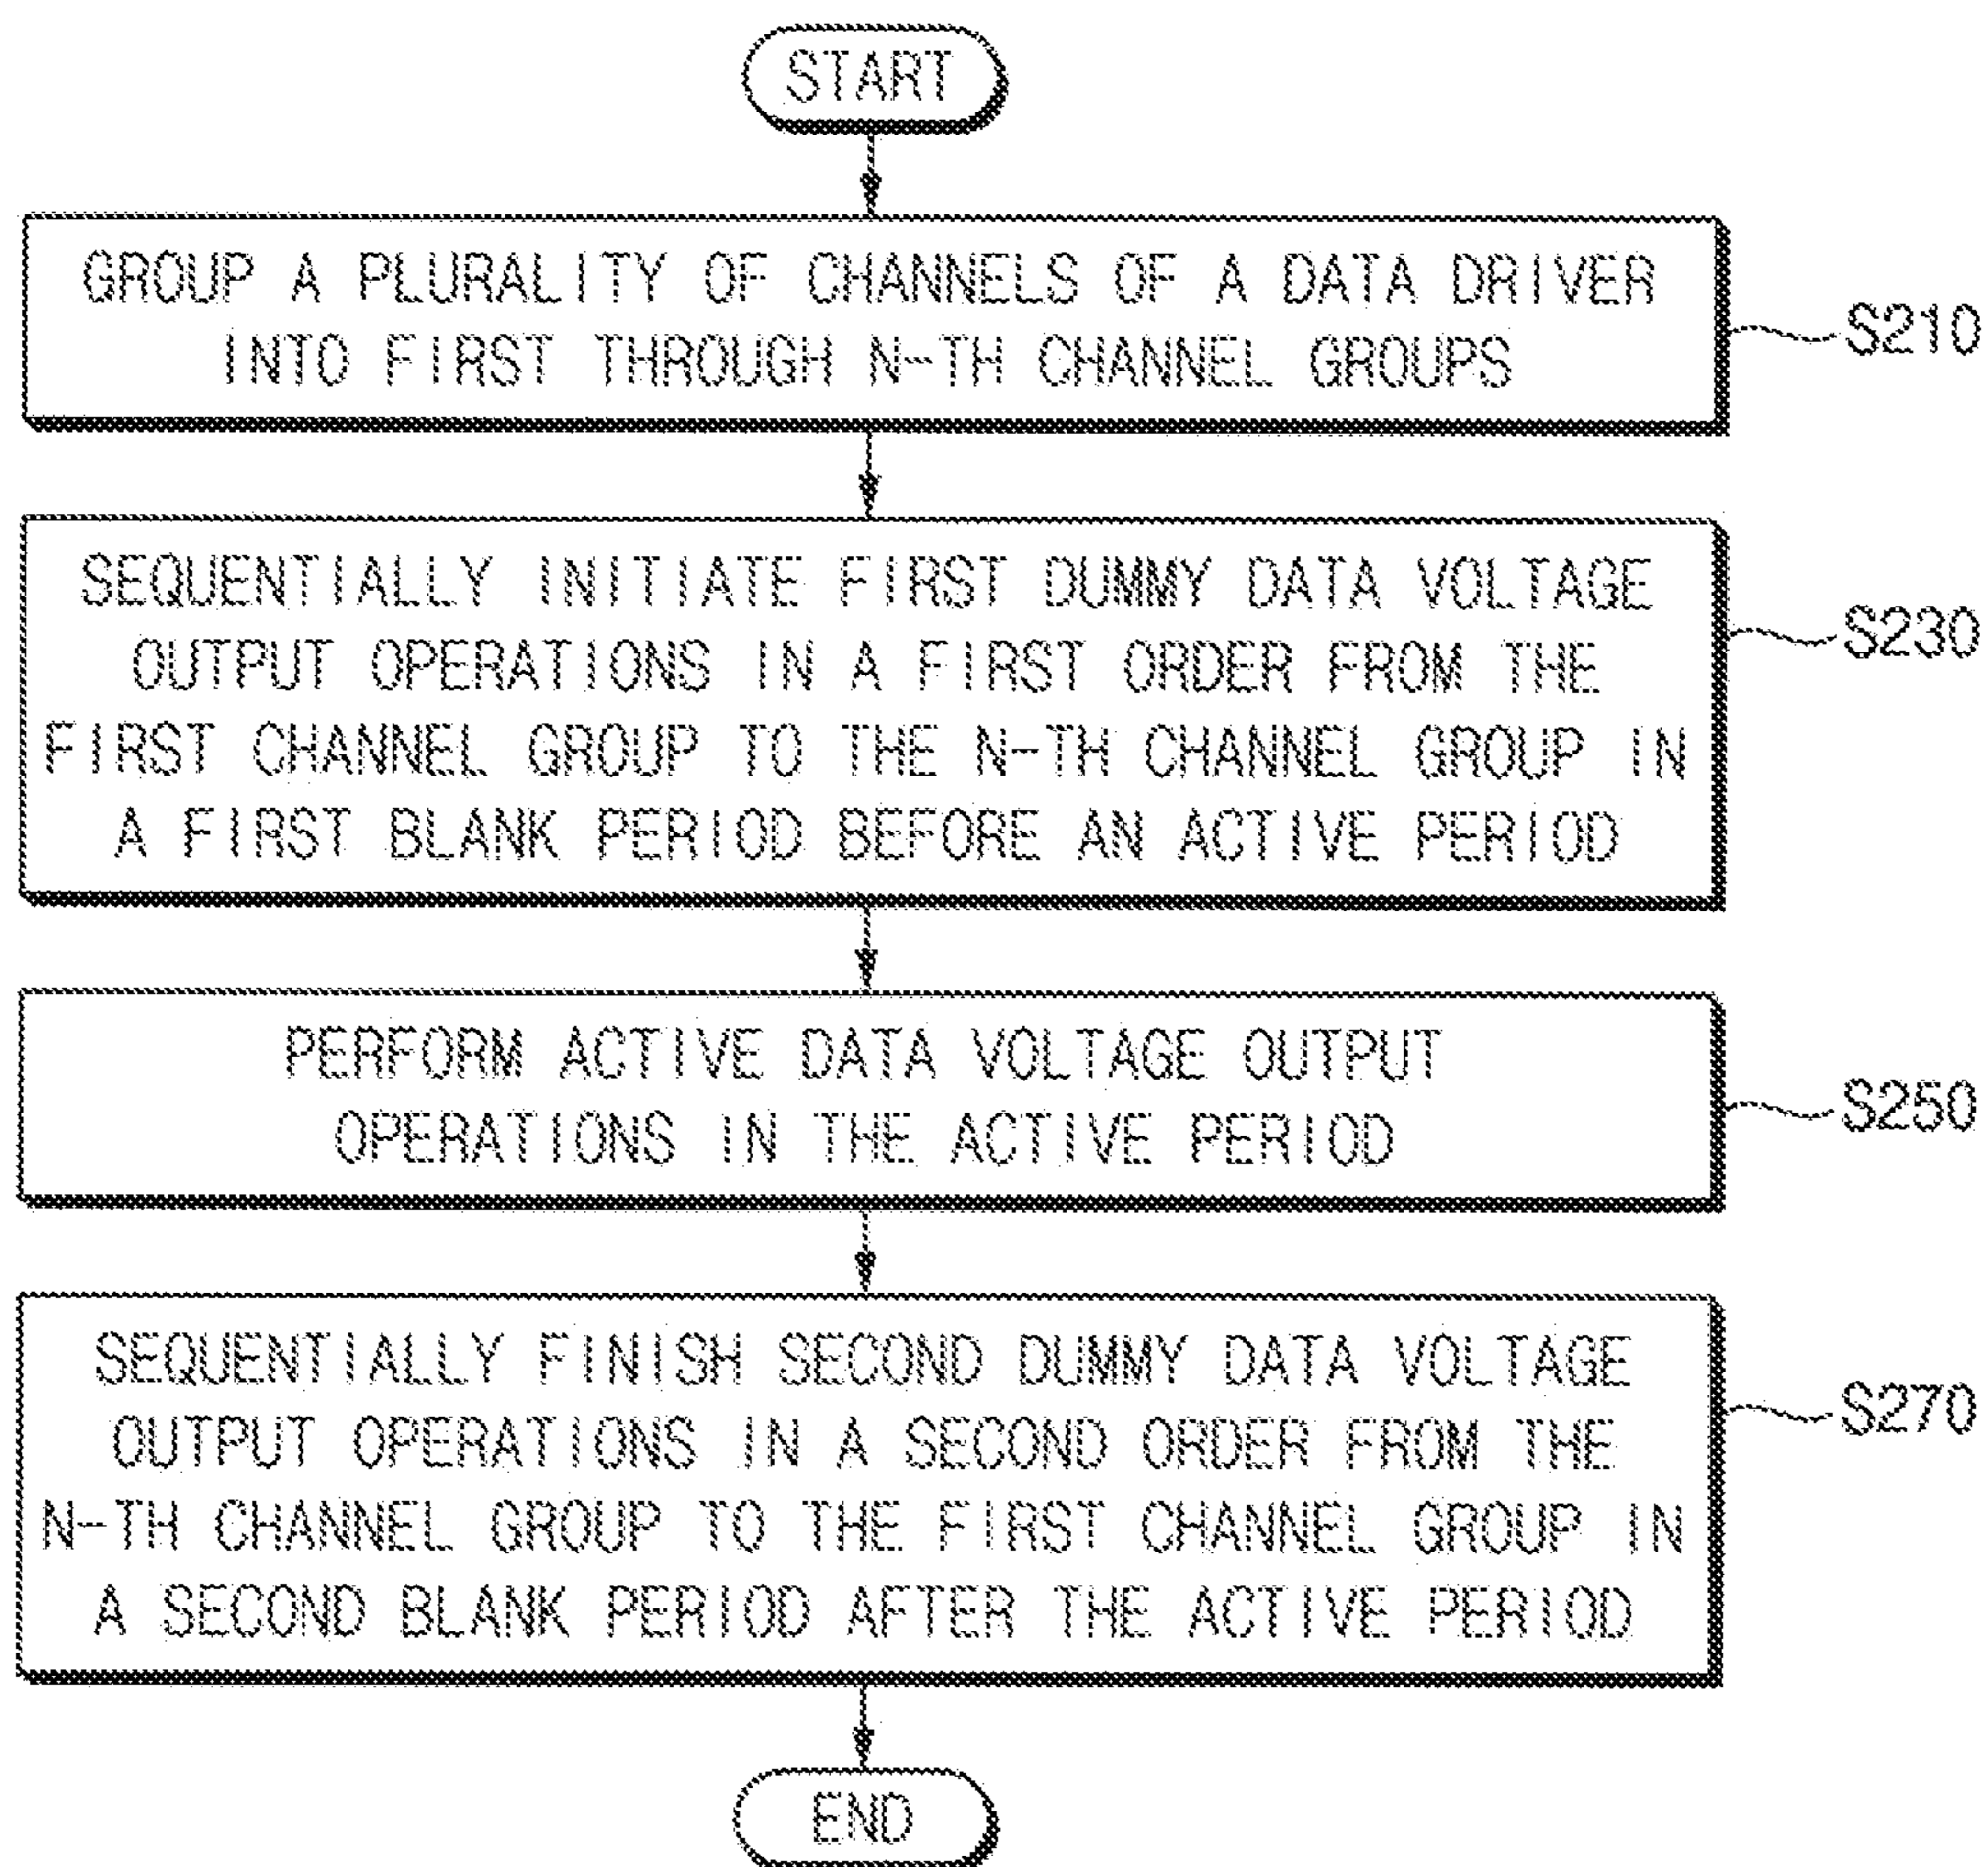 START
GROUP A PLURALITY OF CHANNELS OF A DATA DRIVER
INTO FIRST THROUGH N-TH CHANNEL GROUPS
S210
SEQUENTIALLY INITIATE FIRST DUMMY DATA VOLTAGE
OUTPUT OPERATIONS IN A FIRST ORDER FROM THE
FIRST CHANNEL GROUP TO THE N-TH CHANNEL GROUP IN
A FIRST BLANK PERIOD BEFORE AN ACTIVE PERIOD
S230
PERFORM ACTIVE DATA VOLTAGE OUTPUT
OPERATIONS IN THE ACTIVE PERIOD
S250
SEQUENTIALLY FINISH SECOND DUMMY DATA VOLTAGE
OUTPUT OPERATIONS IN A SECOND ORDER FROM THE
N-TH CHANNEL GROUP TO THE FIRST CHANNEL GROUP IN
A SECOND BLANK PERIOD AFTER THE ACTIVE PERIOD
S270
END